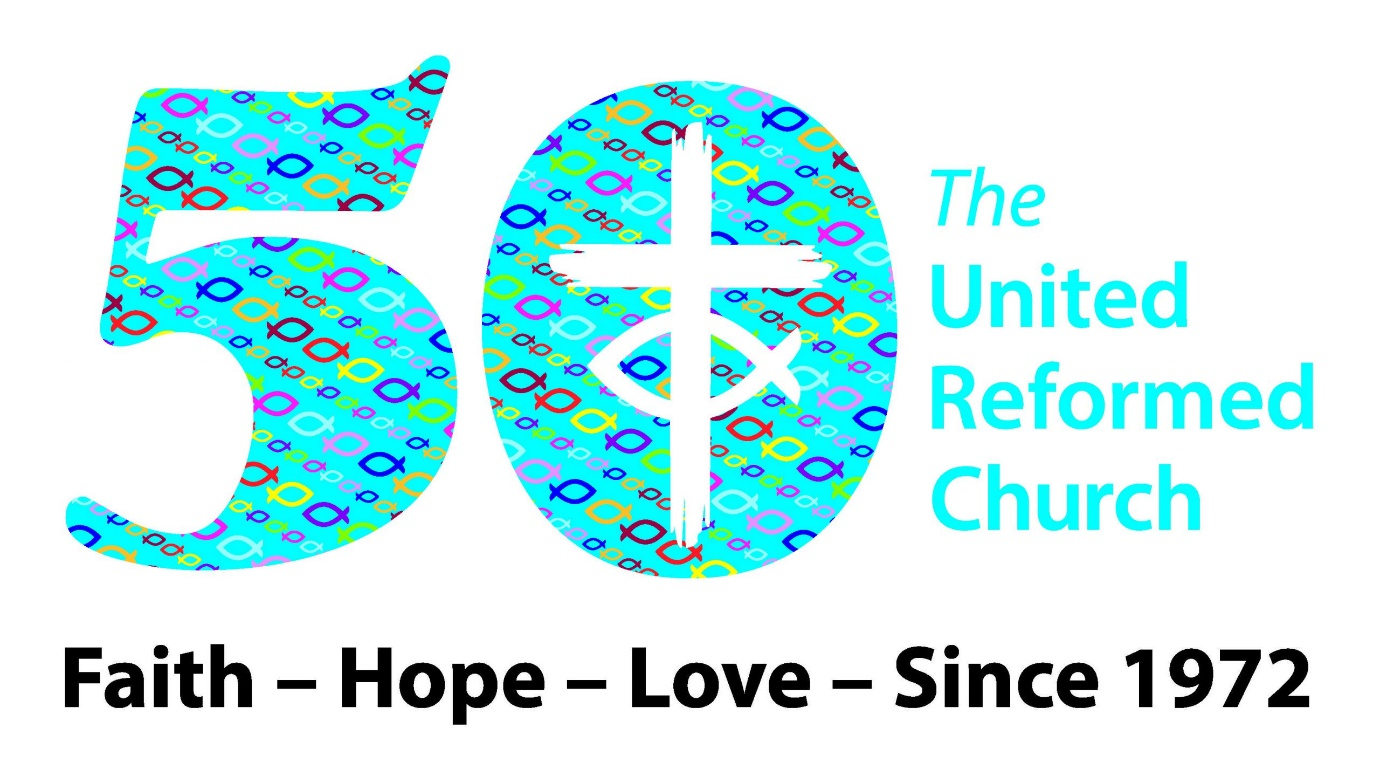 50
The
United
Reformed
Church
Faith – Hope – Love – Since 1972